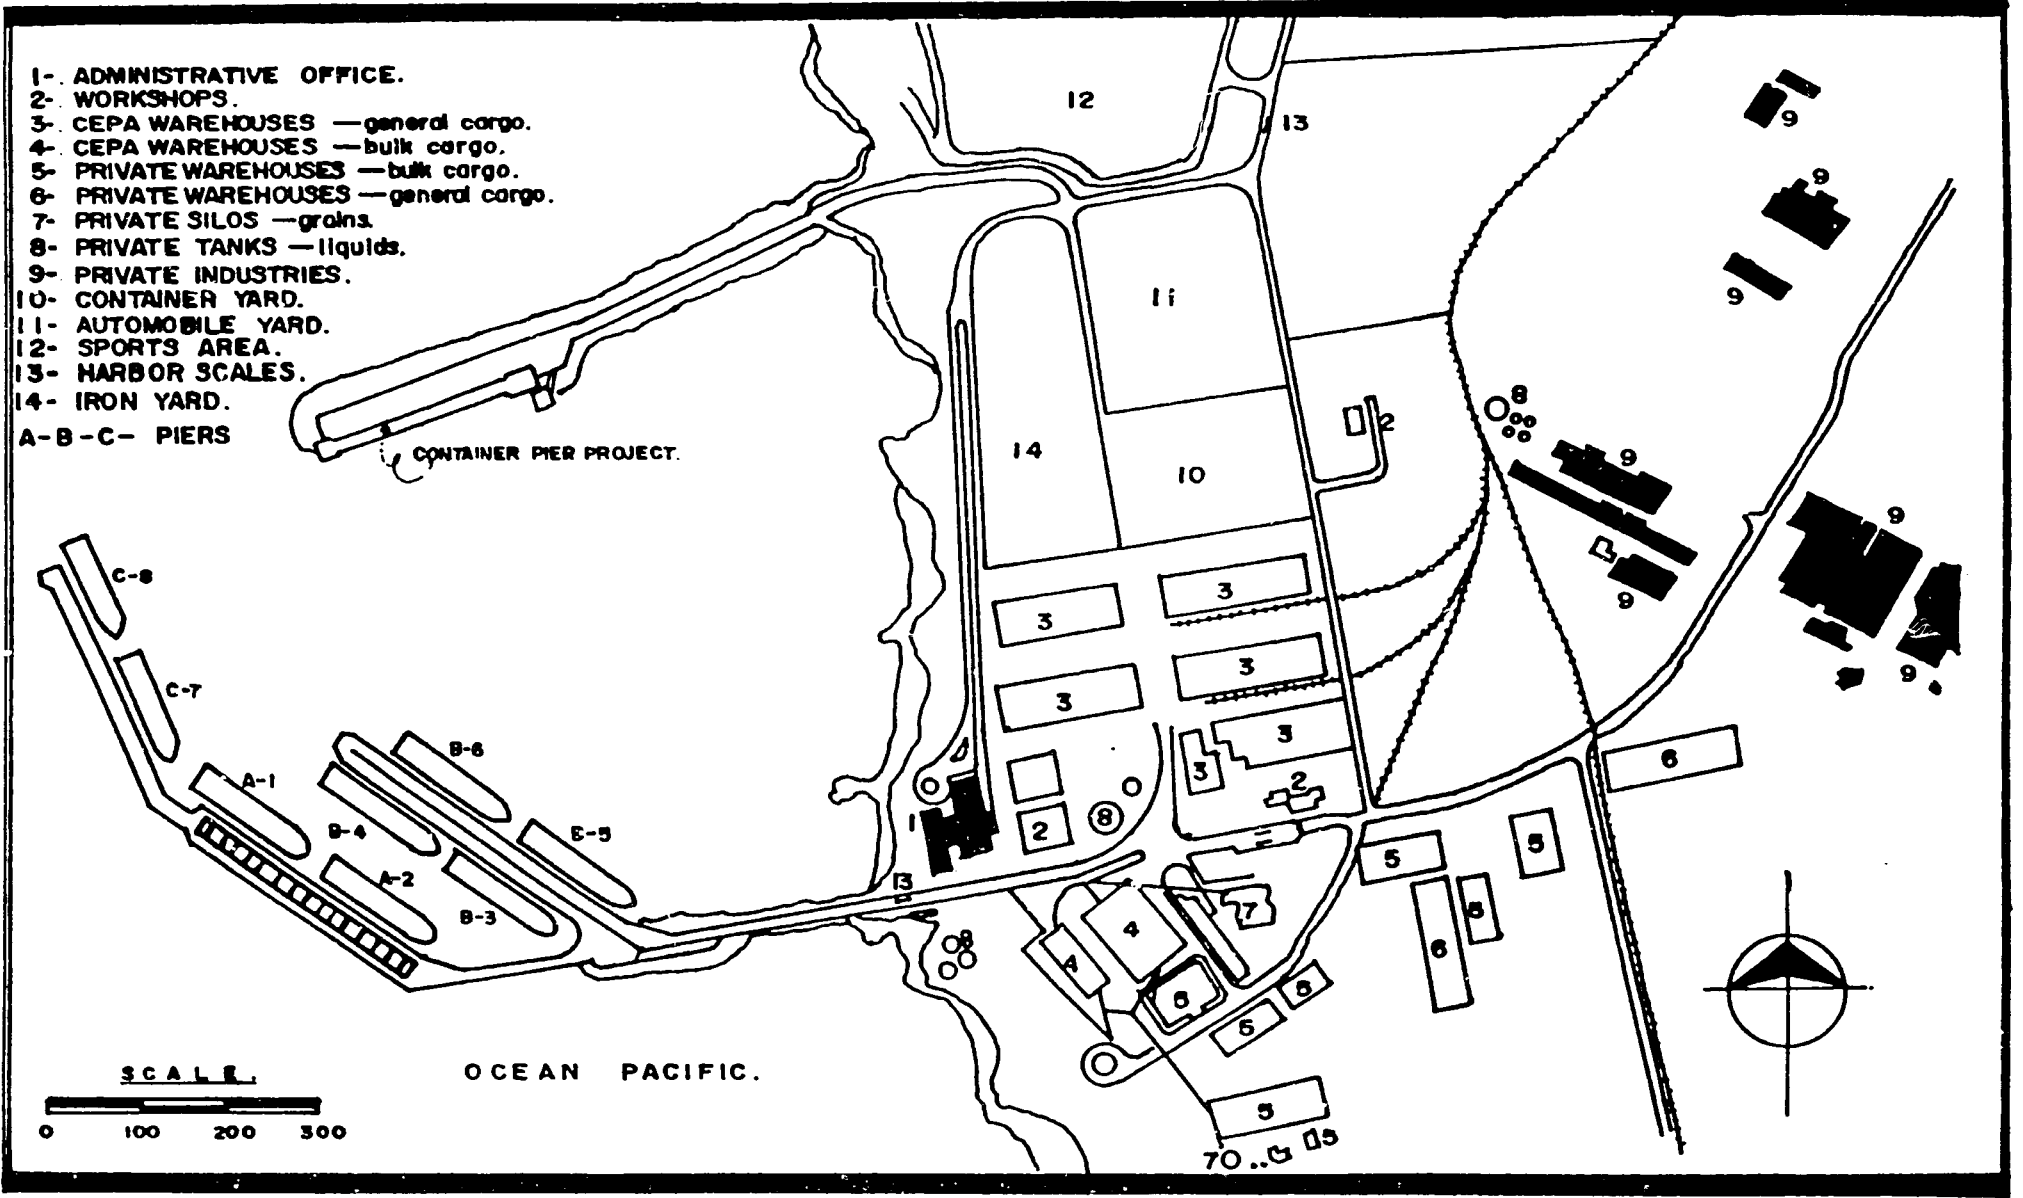 1-. ADMINISTRATIVE OFFICE.
2-. WORKSHOPS.
3-. CEPA WAREHOUSES —general cargo.
4-. CEPA WAREHOUSES —bulk cargo.
5- PRIVATE WAREHOUSES —bulk cargo.
6- PRIVATE WAREHOUSES —general cargo.
7- PRIVATE SILOS —grains.
8- PRIVATE TANKS —liquids.
9- PRIVATE INDUSTRIES.
10- CONTAINER YARD.
11- AUTOMOBILE YARD.
12- SPORTS AREA.
13- HARBOR SCALES.
14- IRON YARD.
A-B-C- PIERS
12
13
9
9
9
11
8
2
CONTAINER PIER PROJECT.
14
10
9
9
C-8
3
3
9
3
C-7
3
9
B-6
3
6
A-1
3
2
B-4
E-5
1
2
8
5
5
A-2
13
B-3
7
4
5
8
6
A
6
5
5
OCEAN PACIFIC.
SCALE.
0 100 200 300
5
5
70..